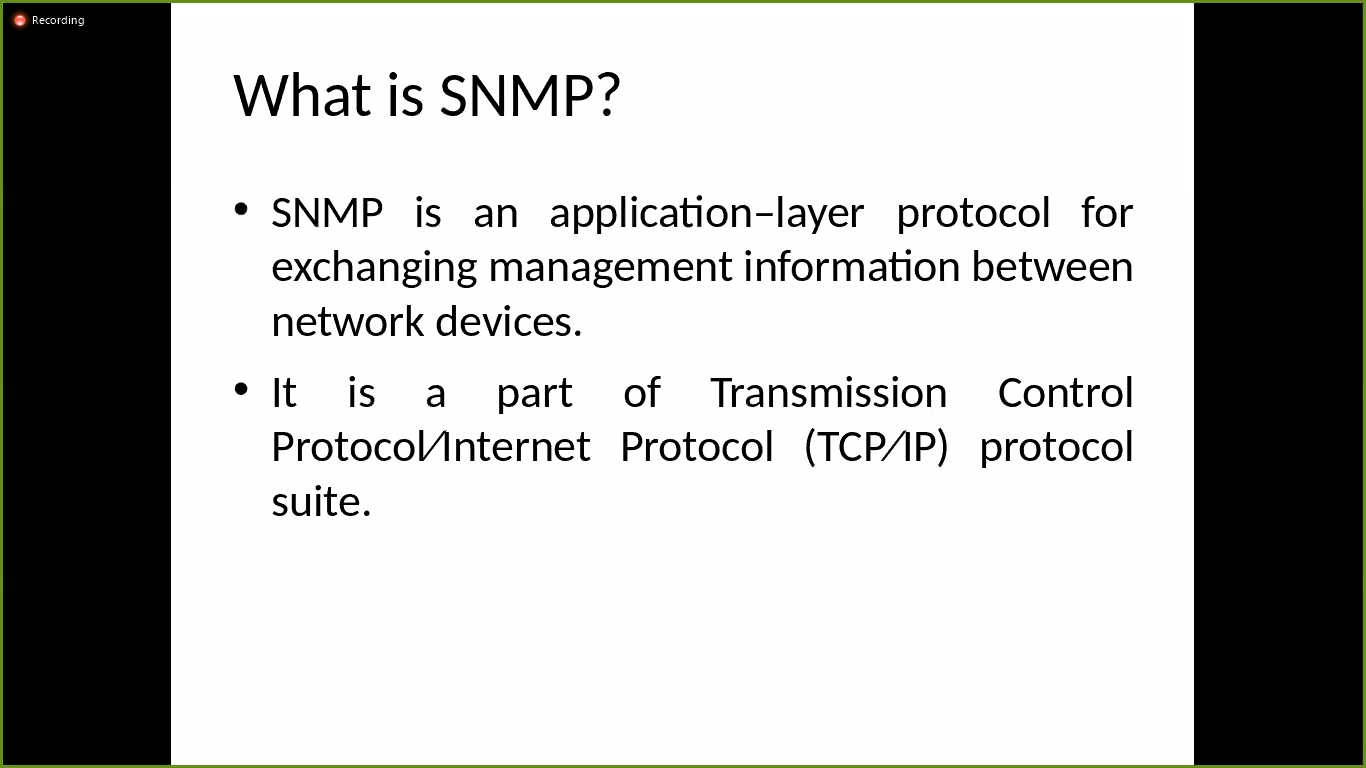 Recording
What is SNMP?
• SNMP is an application–layer protocol for
exchanging management information between
network devices.
• It is a part of Transmission Control
Protocol⁄Internet Protocol (TCP⁄IP) protocol
suite.